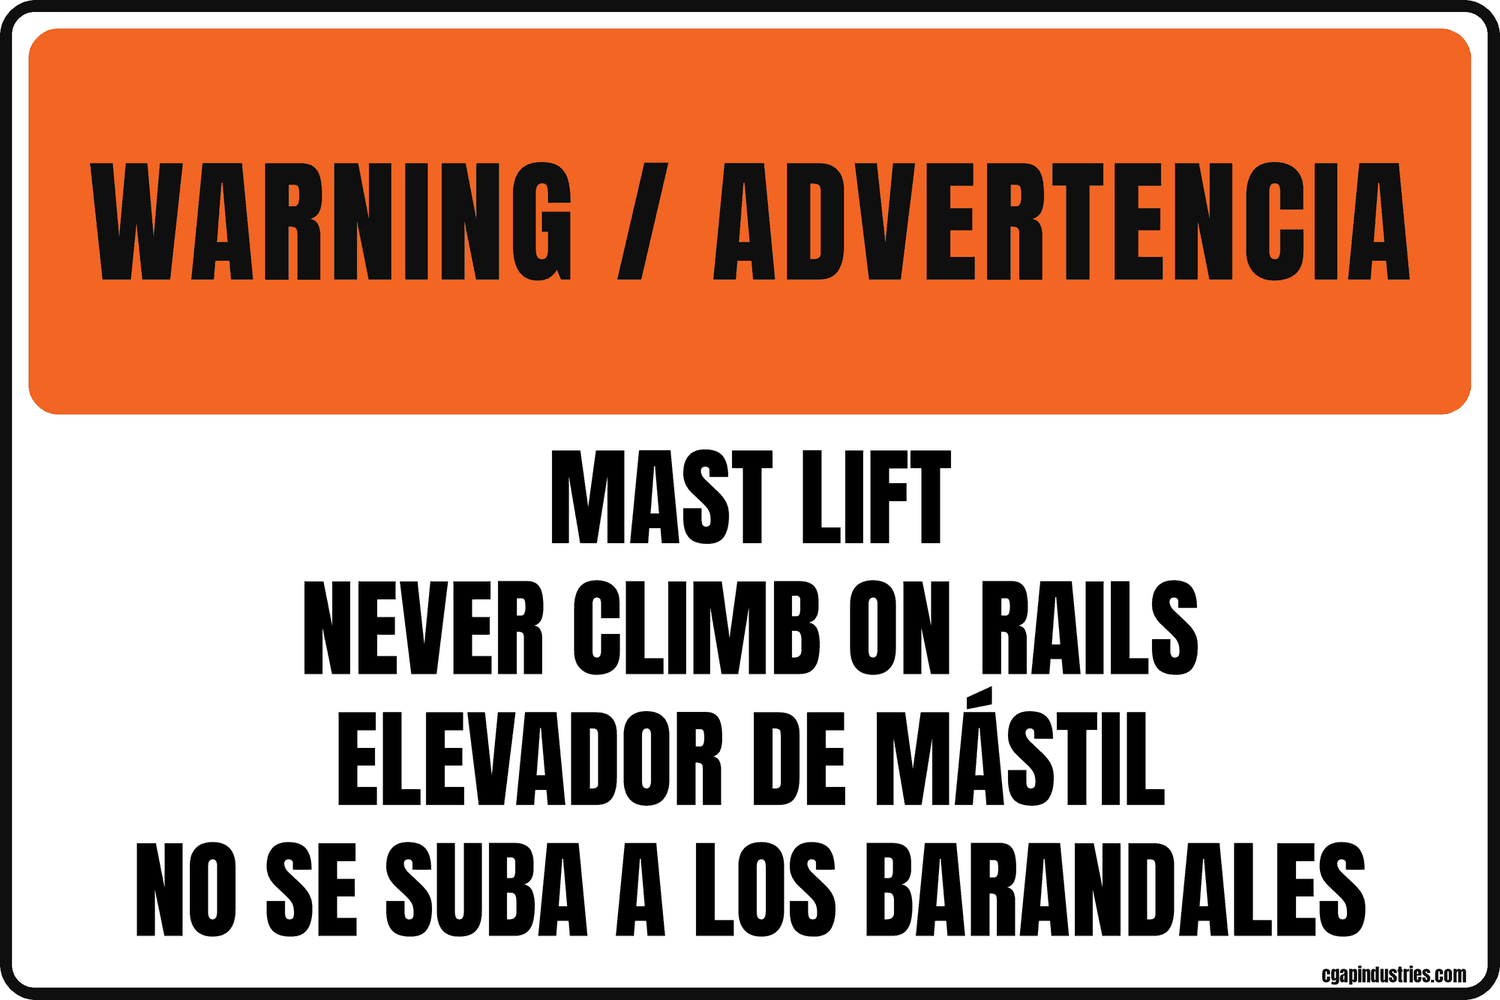 WARNING / ADVERTENCIA
MAST LIFT
NEVER CLIMB ON RAILS
ELEVADOR DE MÁSTIL
NO SE SUBA A LOS BARANDALES
cgapindustries.com